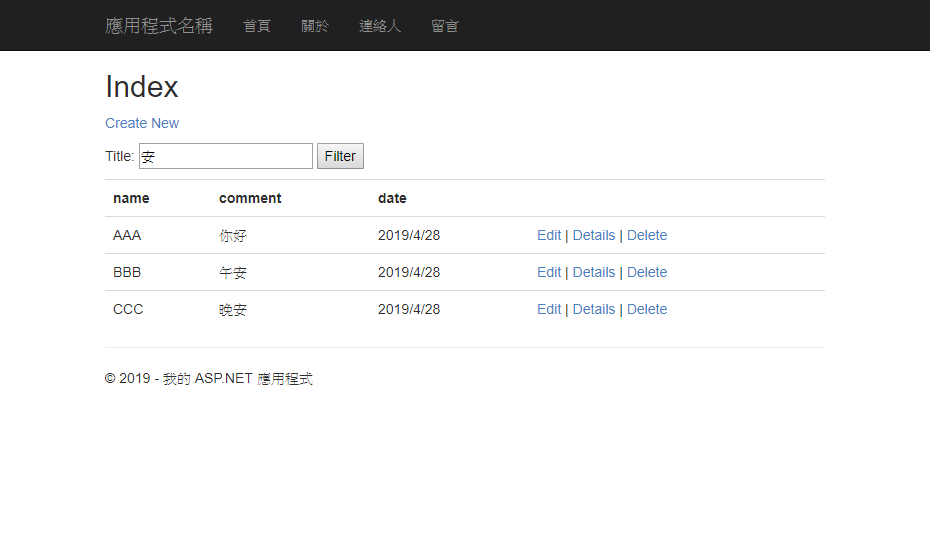 應用程式名稱 首頁 關於 連絡人 留言
Index
Create New
Title: 安 Filter
name comment date
AAA 你好 2019/4/28 Edit | Details | Delete
BBB 午安 2019/4/28 Edit | Details | Delete
CCC 晚安 2019/4/28 Edit | Details | Delete
© 2019 - 我的 ASP.NET 應用程式